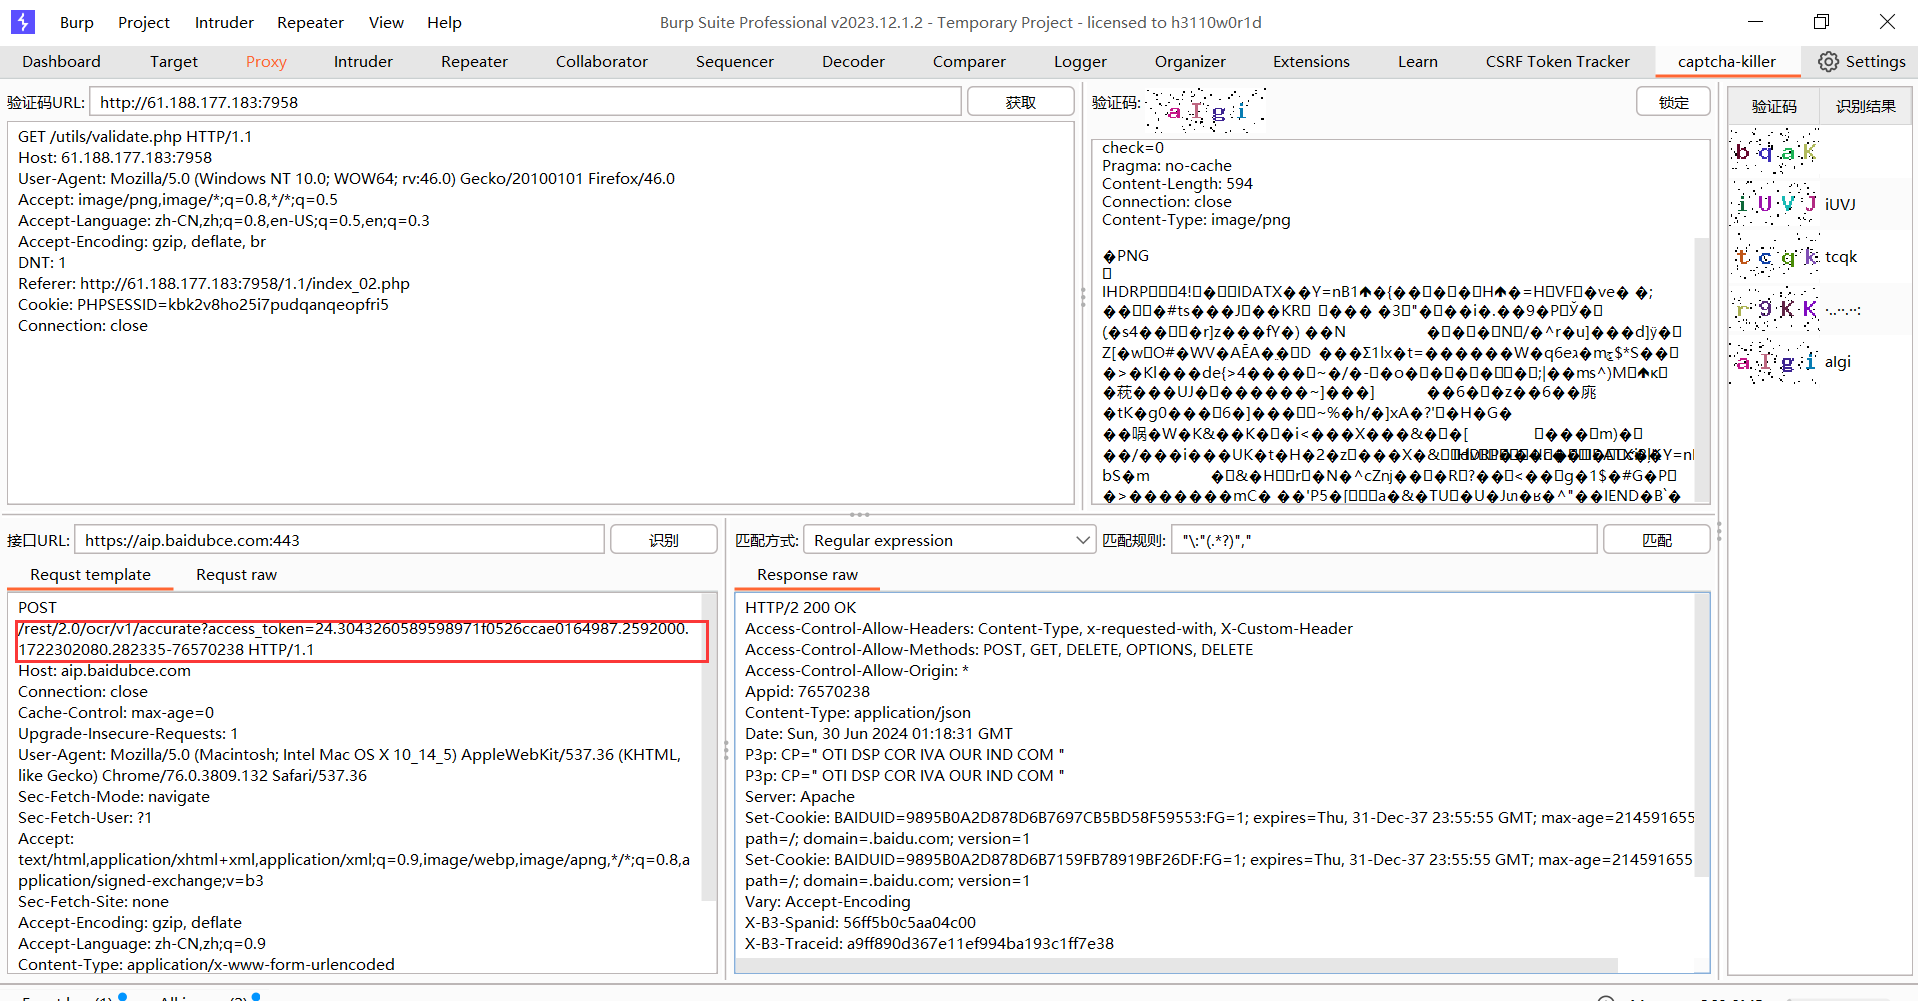 Burp Project Intruder Repeater View Help
Burp Suite Professional v2023.12.1.2 - Temporary Project - licensed to h3110w0r1d
Dashboard Target Proxy Intruder Repeater Collaborator Sequencer Decoder Comparer Logger Organizer Extensions Learn CSRF Token Tracker captcha-killer Settings
验证码URL: http://61.188.177.183:7958 获取
GET /utils/validate.php HTTP/1.1
Host: 61.188.177.183:7958
User-Agent: Mozilla/5.0 (Windows NT 10.0; WOW64; rv:46.0) Gecko/20100101 Firefox/46.0
Accept: image/png,image/*;q=0.8,*/*;q=0.5
Accept-Language: zh-CN,zh;q=0.8,en-US;q=0.5,en;q=0.3
Accept-Encoding: gzip, deflate, br
DNT: 1
Referer: http://61.188.177.183:7958/1.1/index_02.php
Cookie: PHPSESSID=kbk2v8ho25i7pudqanqeopfri5
Connection: close
验证码: 锁定
check=0
Pragma: no-cache
Content-Length: 594
Connection: close
Content-Type: image/png
�PNG
验证码 识别结果
iUVJ
tcqk
algi
接口URL: https://aip.baidubce.com:443 识别
Requst template Requst raw
POST
/rest/2.0/ocr/v1/accurate?access_token=24.3043260589598971f0526ccae0164987.2592000.
1722302080.282335-76570238 HTTP/1.1
Host: aip.baidubce.com
Connection: close
Cache-Control: max-age=0
Upgrade-Insecure-Requests: 1
User-Agent: Mozilla/5.0 (Macintosh; Intel Mac OS X 10_14_5) AppleWebKit/537.36 (KHTML,
like Gecko) Chrome/76.0.3809.132 Safari/537.36
Sec-Fetch-Mode: navigate
Sec-Fetch-User: ?1
Accept:
text/html,application/xhtml+xml,application/xml;q=0.9,image/webp,image/apng,*/*;q=0.8,a
pplication/signed-exchange;v=b3
Sec-Fetch-Site: none
Accept-Encoding: gzip, deflate
Accept-Language: zh-CN,zh;q=0.9
Content-Type: application/x-www-form-urlencoded
匹配方式: Regular expression 匹配规则: "\:"(.*?)"," 匹配
Response raw
HTTP/2 200 OK
Access-Control-Allow-Headers: Content-Type, x-requested-with, X-Custom-Header
Access-Control-Allow-Methods: POST, GET, DELETE, OPTIONS, DELETE
Access-Control-Allow-Origin: *
Appid: 76570238
Content-Type: application/json
Date: Sun, 30 Jun 2024 01:18:31 GMT
P3p: CP=" OTI DSP COR IVA OUR IND COM "
P3p: CP=" OTI DSP COR IVA OUR IND COM "
Server: Apache
Set-Cookie: BAIDUID=9895B0A2D878D6B7697CB5BD58F59553:FG=1; expires=Thu, 31-Dec-37 23:55:55 GMT; max-age=214591655
path=/; domain=.baidu.com; version=1
Set-Cookie: BAIDUID=9895B0A2D878D6B7159FB78919BF26DF:FG=1; expires=Thu, 31-Dec-37 23:55:55 GMT; max-age=214591655
path=/; domain=.baidu.com; version=1
Vary: Accept-Encoding
X-B3-Spanid: 56ff5b0c5aa04c00
X-B3-Traceid: a9ff890d367e11ef994ba193c1ff7e38